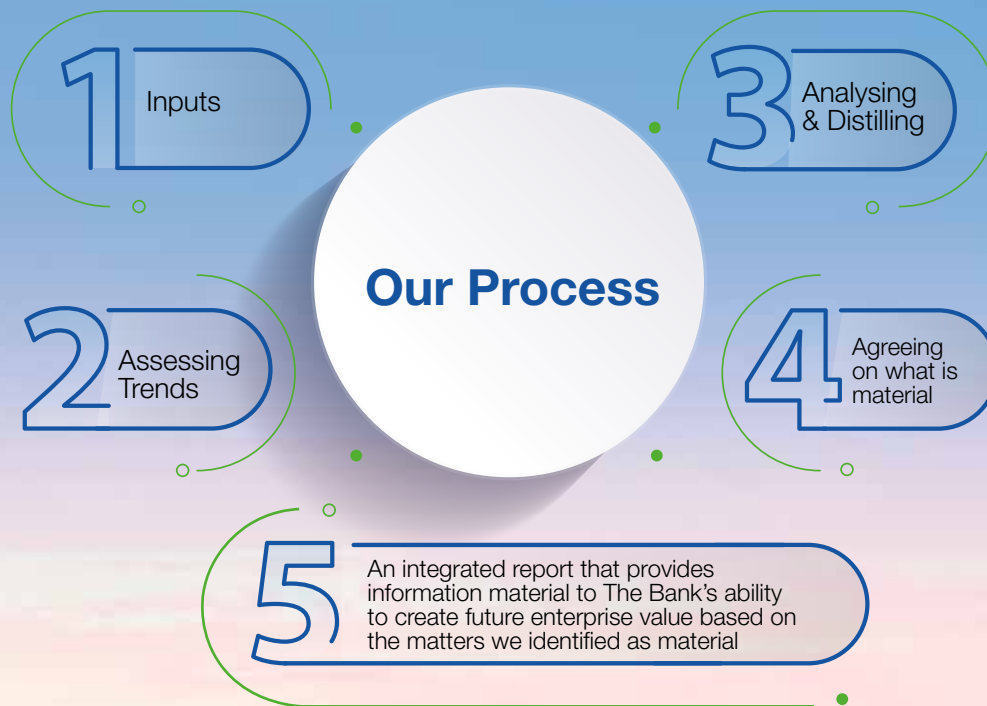 Our Process
1
Inputs
2
Assessing
Trends
3
Analysing
& Distilling
4
Agreeing
on what is
material
5
An integrated report that provides
information material to The Bank's ability
to create future enterprise value based on
the matters we identified as material